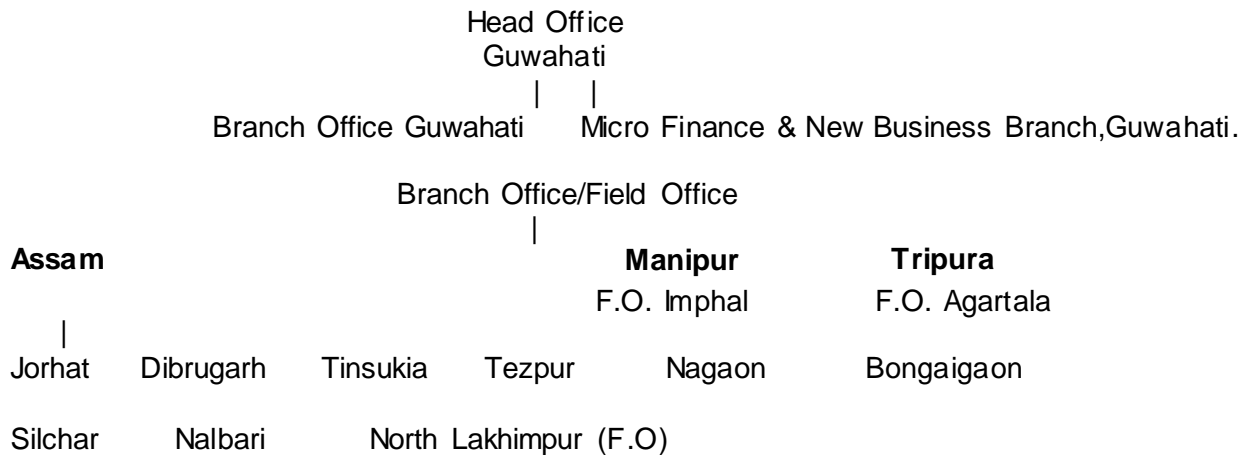 Head Office
Guwahati
| |
Branch Office Guwahati Micro Finance & New Business Branch,Guwahati.
Branch Office/Field Office
|
Assam Manipur Tripura
F.O. Imphal F.O. Agartala
|
Jorhat Dibrugarh Tinsukia Tezpur Nagaon Bongaigaon
Silchar Nalbari North Lakhimpur (F.O)